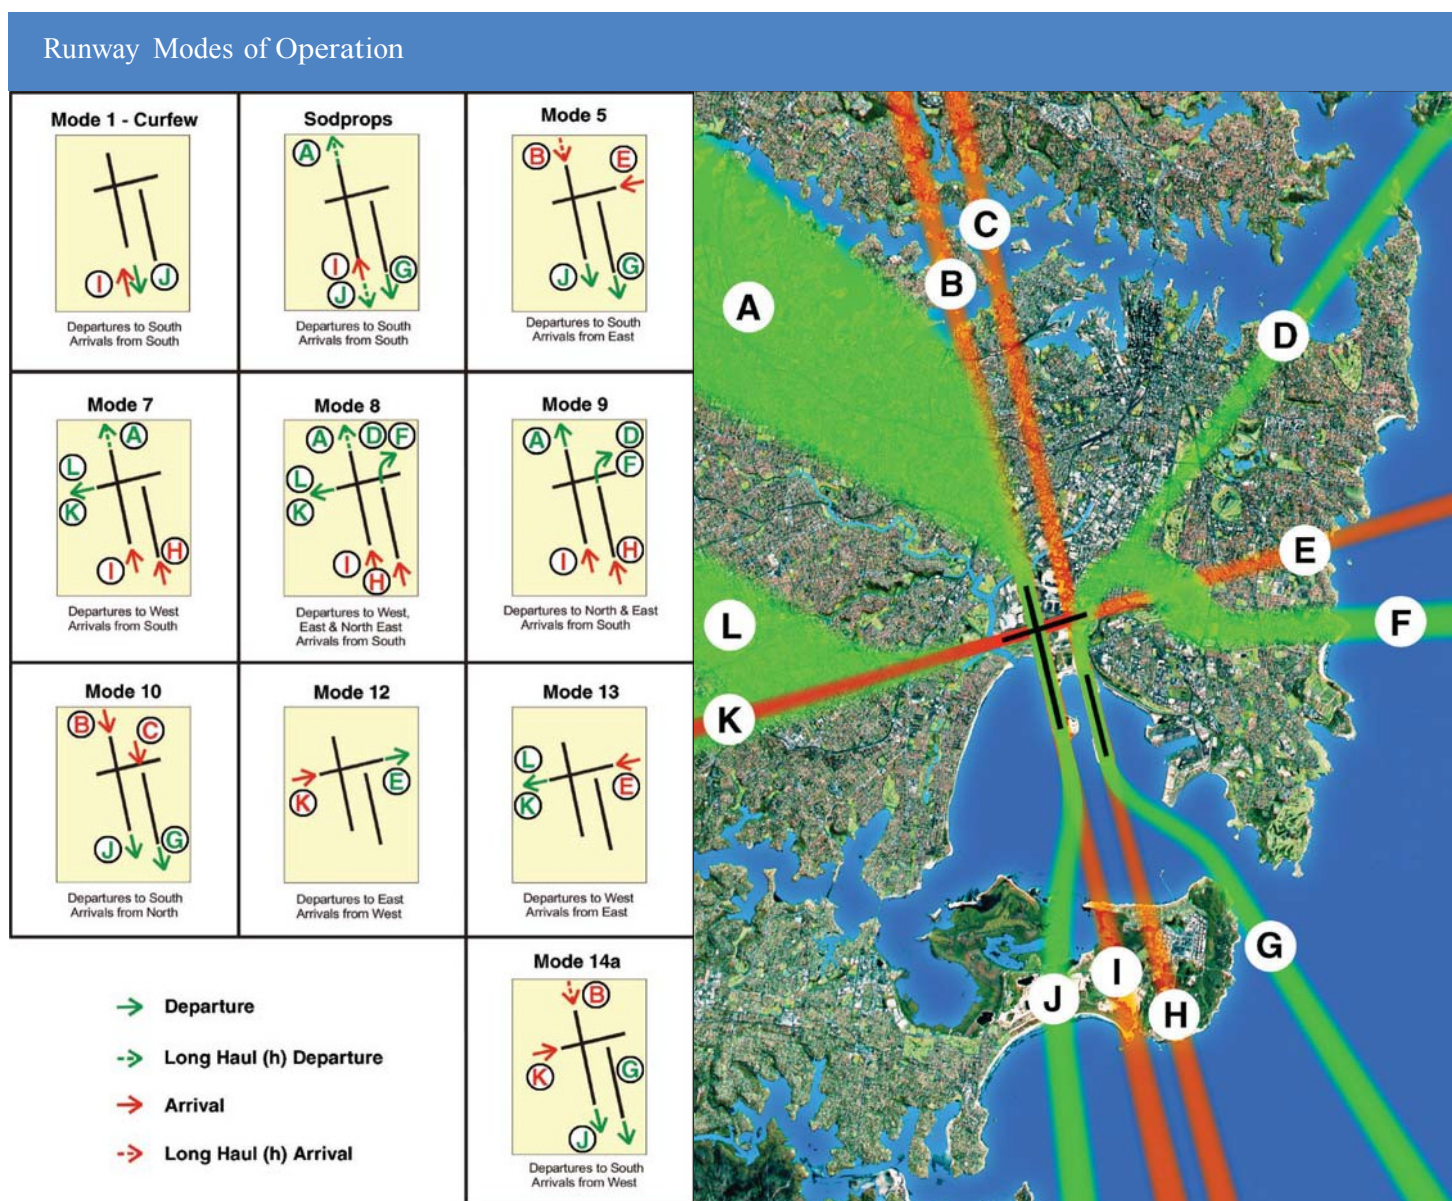 Runway Modes of Operation
Mode 1 - Curfew
I
J
Departures to South
Arrivals from South
Sodprops
A
I
G
J
Departures to South
Arrivals from South
Mode 5
B
E
J
G
Departures to South
Arrivals from East
Mode 7
A
L
K
I
H
Departures to West
Arrivals from South
Mode 8
A
D
F
L
K
I
H
Departures to West,
East & North East
Arrivals from South
Mode 9
A
D
F
I
H
Departures to North & East
Arrivals from South
Mode 10
B
C
J
G
Departures to South
Arrivals from North
Mode 12
K
E
Departures to East
Arrivals from West
Mode 13
L
K
E
Departures to West
Arrivals from East
Departure
Long Haul (h) Departure
Arrival
Long Haul (h) Arrival
Mode 14a
B
K
G
J
Departures to South
Arrivals from West
C
B
A
D
E
F
L
K
G
I
J
H